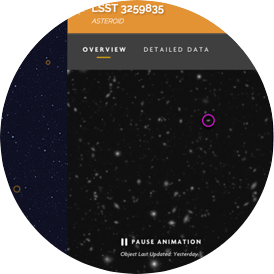 LSST 3259835
ASTEROID
OVERVIEW DETAILED DATA
PAUSE ANIMATION
Object Last Updated: Yesterday